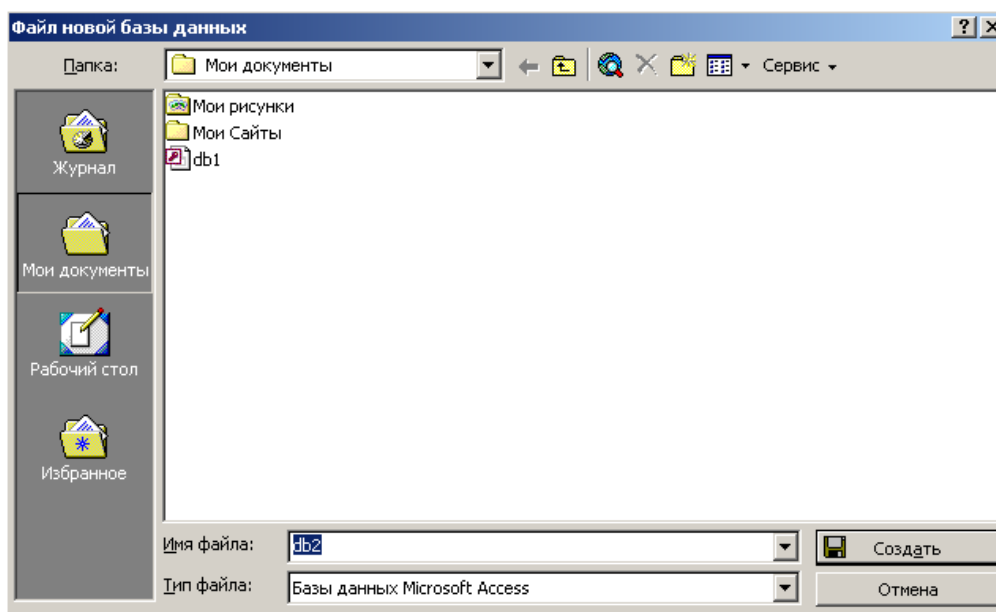 Файл новой базы данных
Папка: Мои документы Сервис
Мои рисунки
Мои Сайты
db1
Журнал
Мои документы
Рабочий стол
Избранное
Имя файла: db2 Создать
Тип файла: Базы данных Microsoft Access Отмена